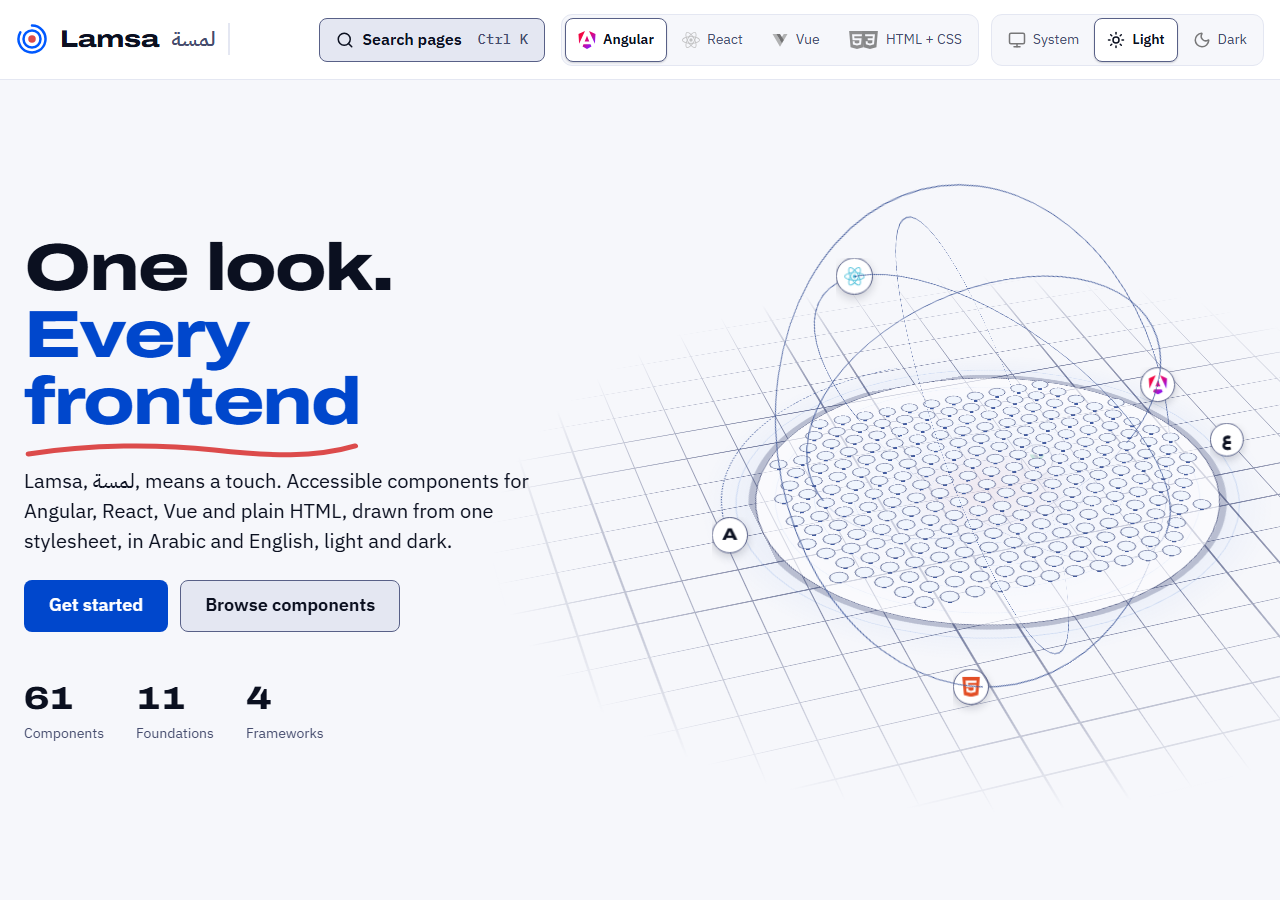 Lamsa لمسة
Search pages Ctrl K
Angular React Vue HTML + CSS
System Light Dark
One look.
Every
frontend
Lamsa, لمسة, means a touch. Accessible components for
Angular, React, Vue and plain HTML, drawn from one
stylesheet, in Arabic and English, light and dark.
Get started Browse components
61 11 4
Components Foundations Frameworks
ع
A
5